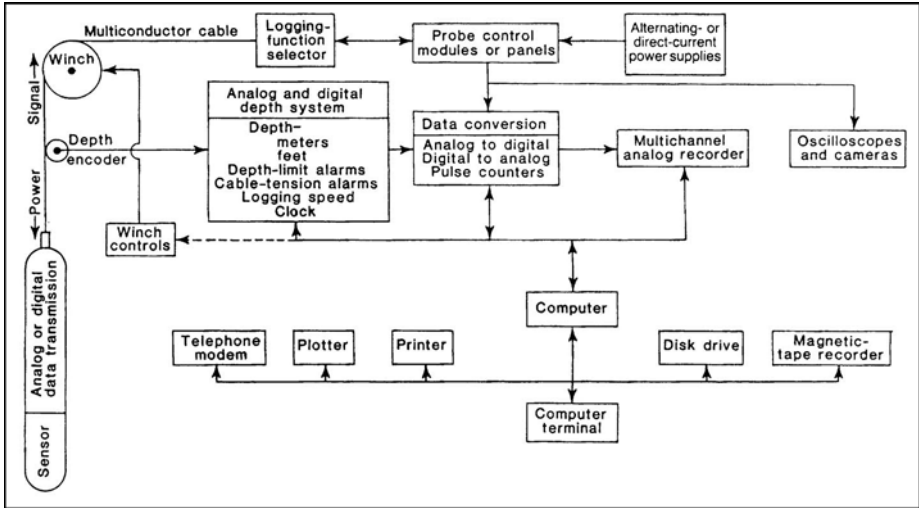 Multiconductor cable
Logging-
function
selector
Probe control
modules or panels
Alternating- or
direct-current
power supplies
Winch
Signal
Depth
encoder
Power
Analog and digital
depth system
Depth-
meters
feet
Depth-limit alarms
Cable-tension alarms
Logging speed
Clock
Data conversion
Analog to digital
Digital to analog
Pulse counters
Multichannel
analog recorder
Oscilloscopes
and cameras
Winch
controls
Analog or digital
data transmission
Sensor
Computer
Telephone
modem
Plotter
Printer
Disk drive
Magnetic-
tape recorder
Computer
terminal